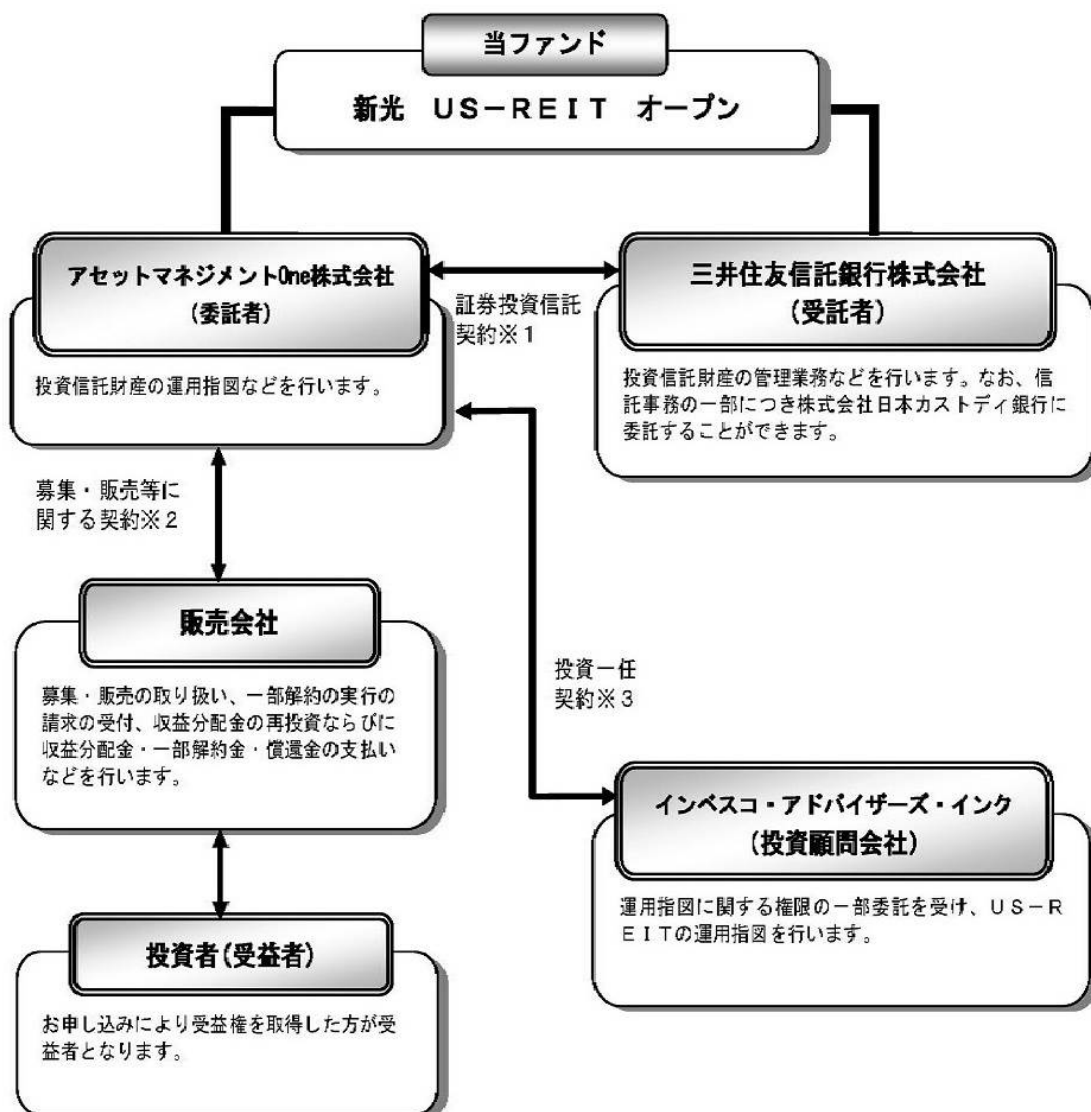 当ファンド
新光 US-REIT オープン
アセットマネジメントOne株式会社
(委託者)
投資信託財産の運用指図などを行います。
証券投資信託
契約※1
三井住友信託銀行株式会社
(受託者)
投資信託財産の管理業務などを行います。なお、信
託事務の一部につき株式会社日本カストディ銀行に
委託することができます。
募集・販売等に
関する契約※2
販売会社
募集・販売の取り扱い、一部解約の実行の
請求の受付、収益分配金の再投資ならびに
収益分配金・一部解約金・償還金の支払い
などを行います。
投資一任
契約※3
インベスコ・アドバイザーズ・インク
(投資顧問会社)
運用指図に関する権限の一部委託を受け、US-R
EITの運用指図を行います。
投資者(受益者)
お申し込みにより受益権を取得した方が受
益者となります。